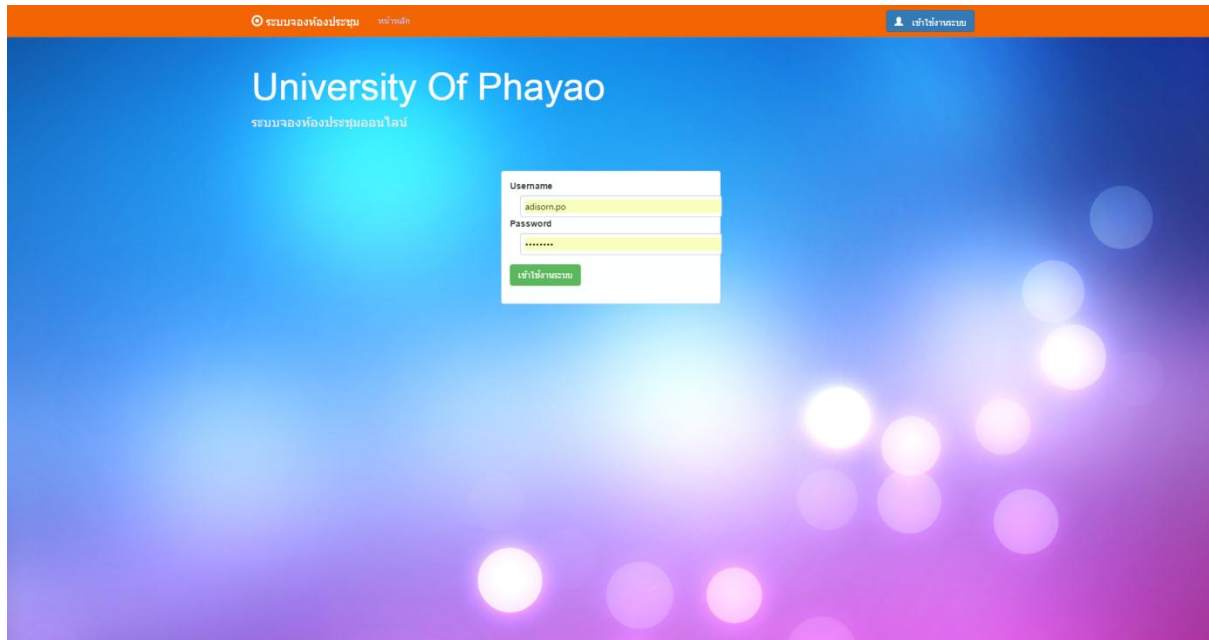 ระบบจองห้องประชุม หน้าหลัก เข้าใช้งานระบบ
University Of Phayao
ระบบจองห้องประชุมออนไลน์
Username
adisorn.po
Password
••••••••
เข้าใช้งานระบบ